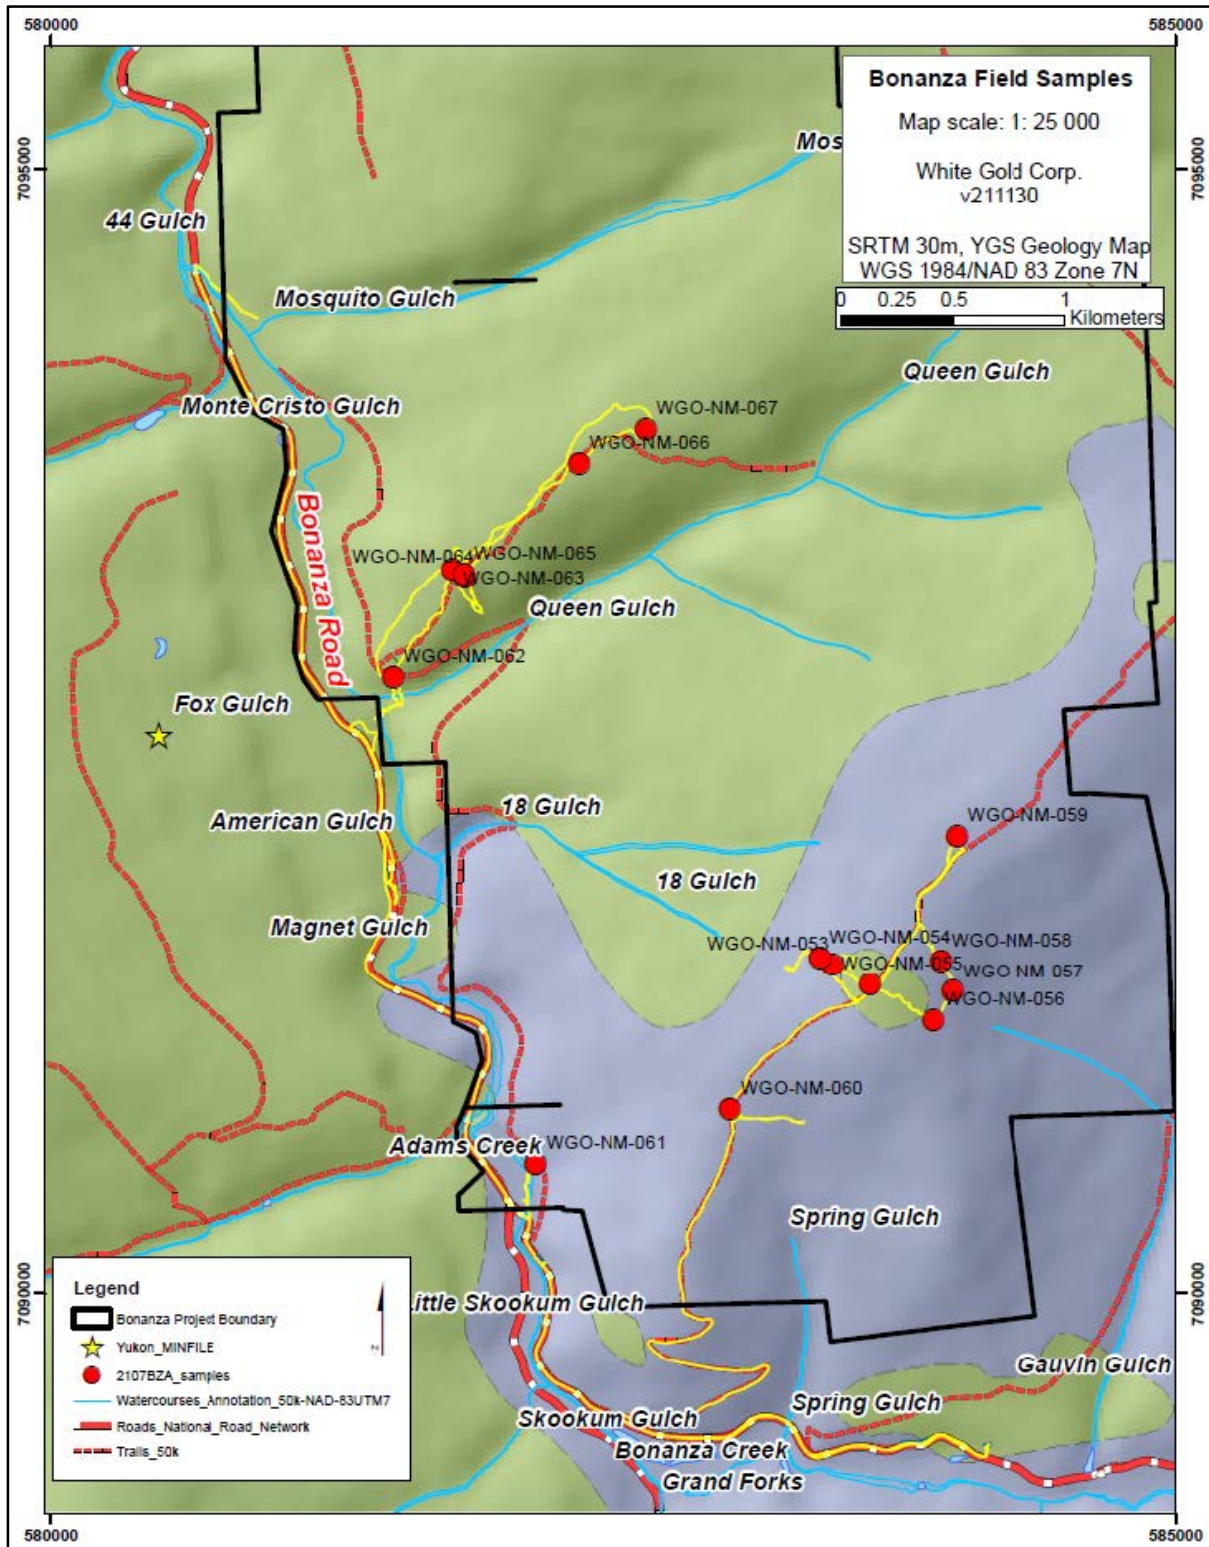 580000
585000
Bonanza Field Samples
Map scale: 1: 25 000
White Gold Corp.
v211130
SRTM 30m, YGS Geology Map
WGS 1984/NAD 83 Zone 7N
0 0.25 0.5 1
Kilometers
Mos
7095000
7095000
44 Gulch
Mosquito Gulch
Queen Gulch
Monte Cristo Gulch
WGO-NM-067
WGO-NM-066
Bonanza Road
WGO-NM-064
WGO-NM-065
WGO-NM-063
Queen Gulch
WGO-NM-062
Fox Gulch
18 Gulch
American Gulch
WGO-NM-059
18 Gulch
Magnet Gulch
WGO-NM-053
WGO-NM-054
WGO-NM-058
WGO-NM-055
WGO-NM-057
WGO-NM-056
WGO-NM-060
Adams Creek
WGO-NM-061
Spring Gulch
7090000
7090000
Legend
Bonanza Project Boundary
Yukon_MINFILE
2107BZA_samples
Watercourses_Annotation_50k-NAD-83UTM7
Roads_National_Road_Network
Trails_50k
N
Little Skookum Gulch
Gauvin Gulch
Skookum Gulch
Spring Gulch
Bonanza Creek
Grand Forks
580000
585000